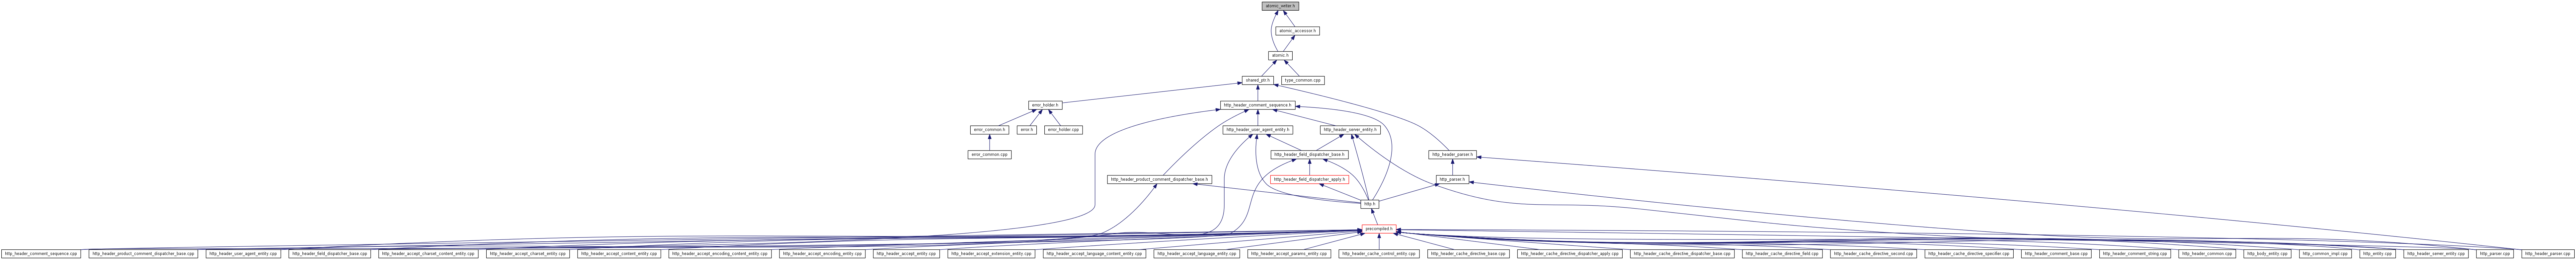 atomic_writer.h
atomic_accessor.h
atomic.h
shared_ptr.h
type_common.cpp
error_holder.h
http_header_comment_sequence.h
error_common.h
error.h
error_holder.cpp
http_header_user_agent_entity.h
http_header_server_entity.h
error_common.cpp
http_header_field_dispatcher_base.h
http_header_parser.h
http_header_product_comment_dispatcher_base.h
http_header_field_dispatcher_apply.h
http_parser.h
http.h
precompiled.h
http_header_comment_sequence.cpp
http_header_product_comment_dispatcher_base.cpp
http_header_user_agent_entity.cpp
http_header_field_dispatcher_base.cpp
http_header_accept_charset_content_entity.cpp
http_header_accept_charset_entity.cpp
http_header_accept_content_entity.cpp
http_header_accept_encoding_content_entity.cpp
http_header_accept_encoding_entity.cpp
http_header_accept_entity.cpp
http_header_accept_extension_entity.cpp
http_header_accept_language_content_entity.cpp
http_header_accept_language_entity.cpp
http_header_accept_params_entity.cpp
http_header_cache_control_entity.cpp
http_header_cache_directive_base.cpp
http_header_cache_directive_dispatcher_apply.cpp
http_header_cache_directive_dispatcher_base.cpp
http_header_cache_directive_field.cpp
http_header_cache_directive_second.cpp
http_header_cache_directive_specifier.cpp
http_header_comment_base.cpp
http_header_comment_string.cpp
http_header_common.cpp
http_body_entity.cpp
http_common_impl.cpp
http_entity.cpp
http_header_server_entity.cpp
http_parser.cpp
http_header_parser.cpp